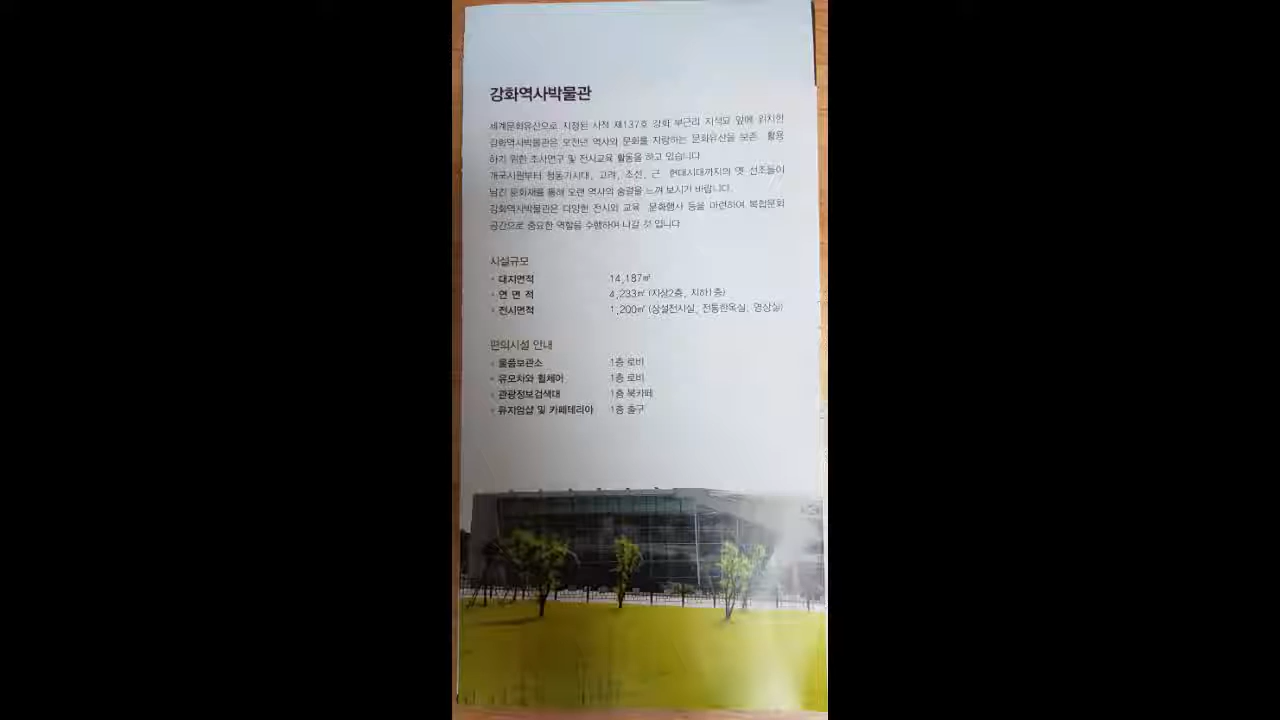 강화역사박물관
세계문화유산으로 지정된 사적 제137호 강화 부근리 지석묘 앞에 위치한
강화역사박물관은 오천년 역사와 문화를 자랑하는 문화유산을 보존 활용
하기 위한 조사연구 및 전시교육 활동을 하고 있습니다
개국시원부터 청동기시대, 고려, 조선, 근 현대시대까지의 옛 선조들이
남긴 문화재를 통해 오랜 역사의 숨결을 느껴 보시기 바랍니다.
강화역사박물관은 다양한 전시와 교육 문화행사 등을 마련하여 복합문화
공간으로 중요한 역할을 수행하여 나갈 것 입니다
시설규모
• 대지면적 14,187㎡
• 연 면 적 4,233㎡ (지상2층, 지하1층)
• 전시면적 1,200㎡ (상설전시실, 전통한옥실, 영상실)
편의시설 안내
• 물품보관소 1층 로비
• 유모차와 휠체어 1층 로비
• 관광정보검색대 1층 북카페
• 뮤지엄샵 및 카페테리아 1층 출구